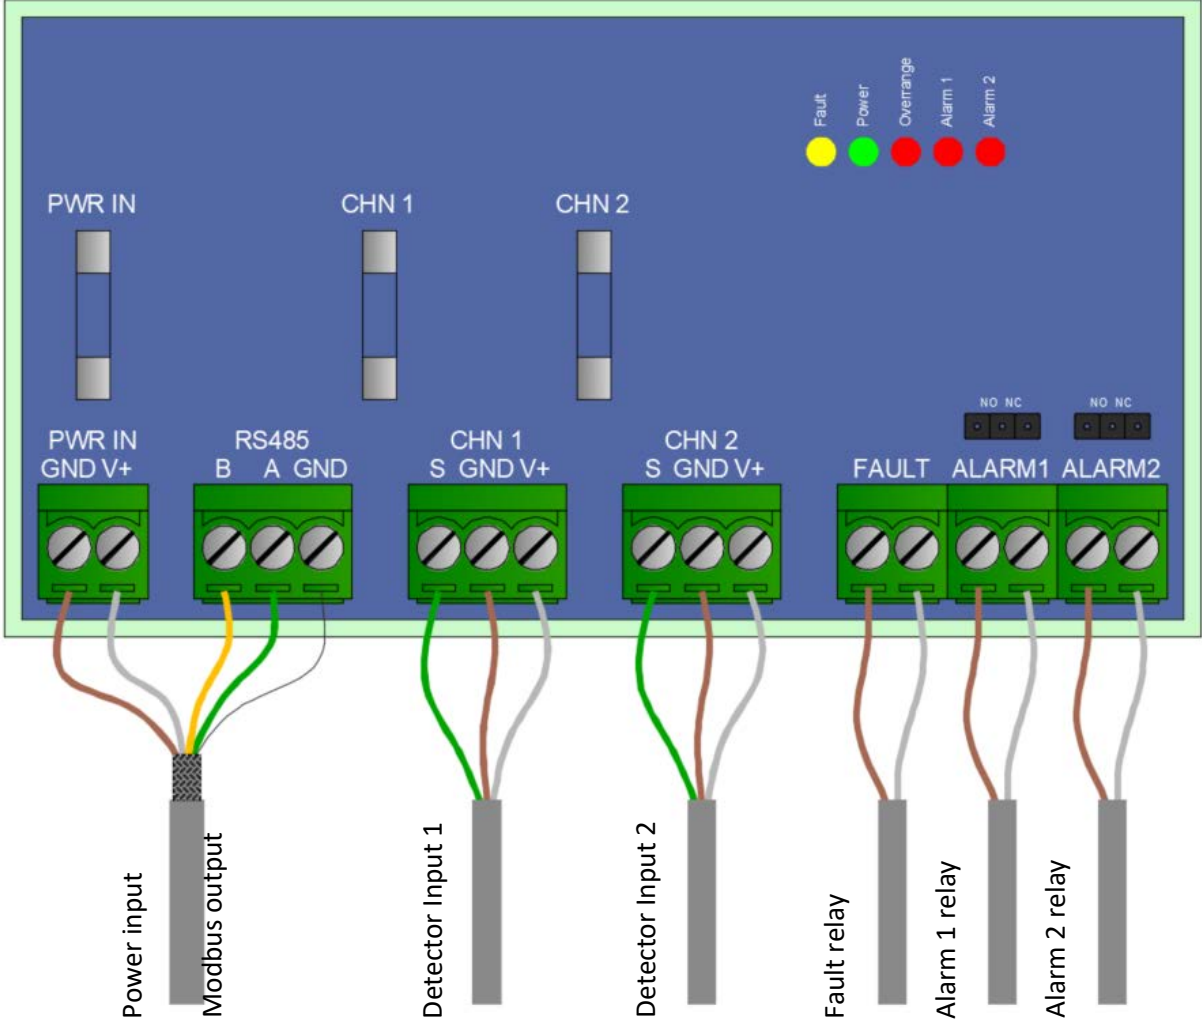 Fault
Power
Overrange
Alarm 1
Alarm 2
PWR IN
CHN 1
CHN 2
NO NC
NO NC
PWR IN
GND V+
RS485
B A GND
CHN 1
S GND V+
CHN 2
S GND V+
FAULT
ALARM1
ALARM2
Power input
Modbus output
Detector Input 1
Detector Input 2
Fault relay
Alarm 1 relay
Alarm 2 relay